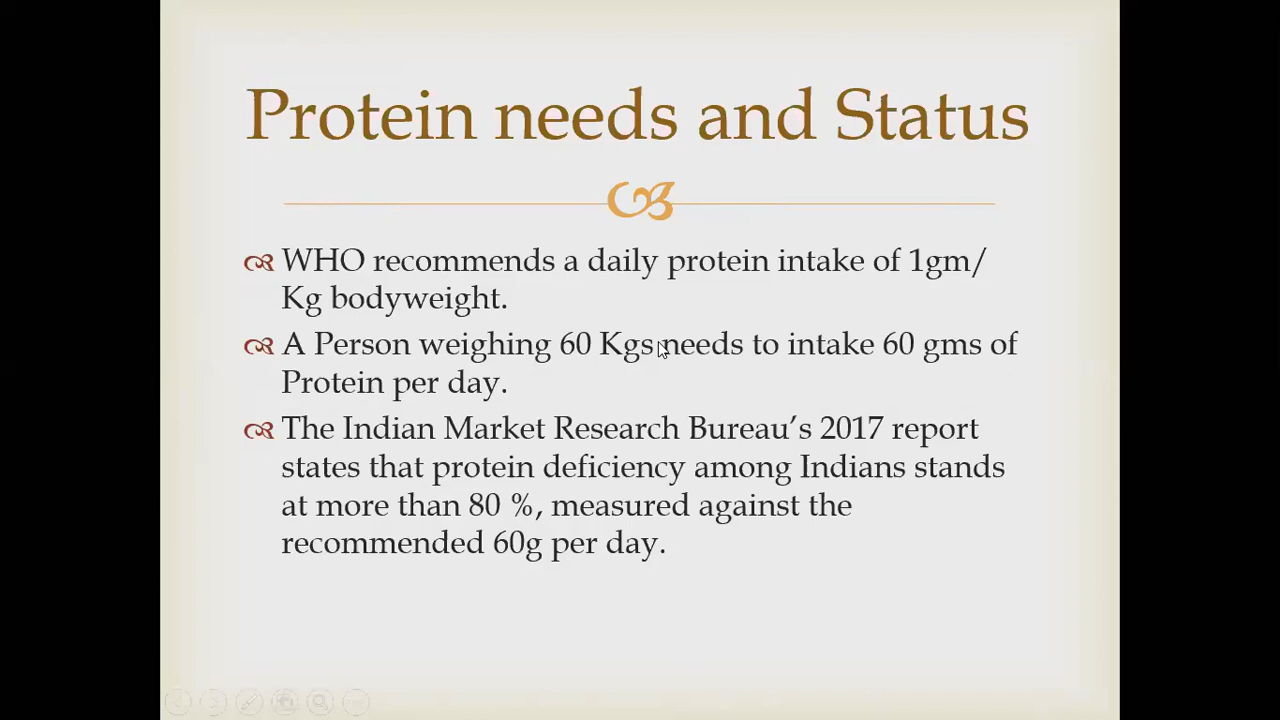 Protein needs and Status
WHO recommends a daily protein intake of 1gm/
Kg bodyweight.
A Person weighing 60 Kgs needs to intake 60 gms of
Protein per day.
The Indian Market Research Bureau’s 2017 report
states that protein deficiency among Indians stands
at more than 80 %, measured against the
recommended 60g per day.